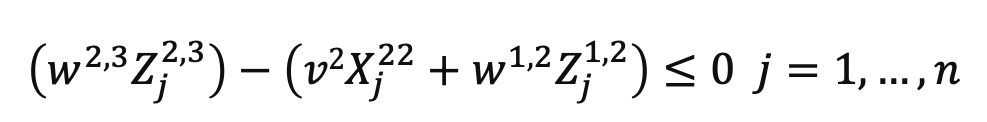 (w^{2,3}Z_j^{2,3}) − (v^2X_j^{22} + w^{1,2}Z_j^{1,2}) ≤ 0 j = 1, … , n